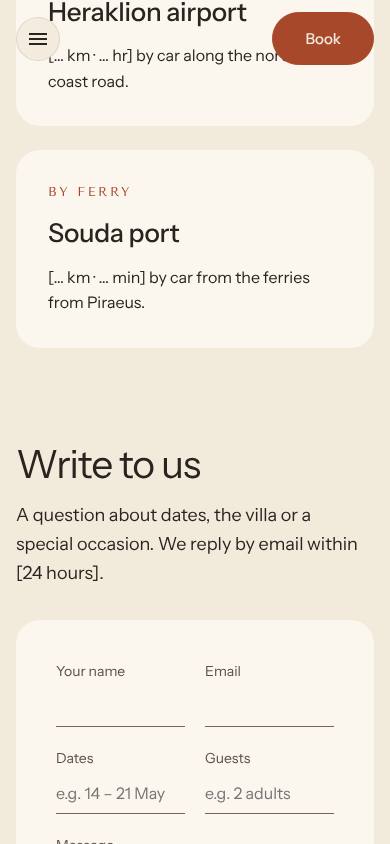 Heraklion airport
Book
[... km · ... hr] by car along the nor
coast road.
BY FERRY
Souda port
[... km · ... min] by car from the ferries
from Piraeus.
Write to us
A question about dates, the villa or a
special occasion. We reply by email within
[24 hours].
Your name
Email
Dates
Guests
e.g. 14 – 21 May
e.g. 2 adults
Message